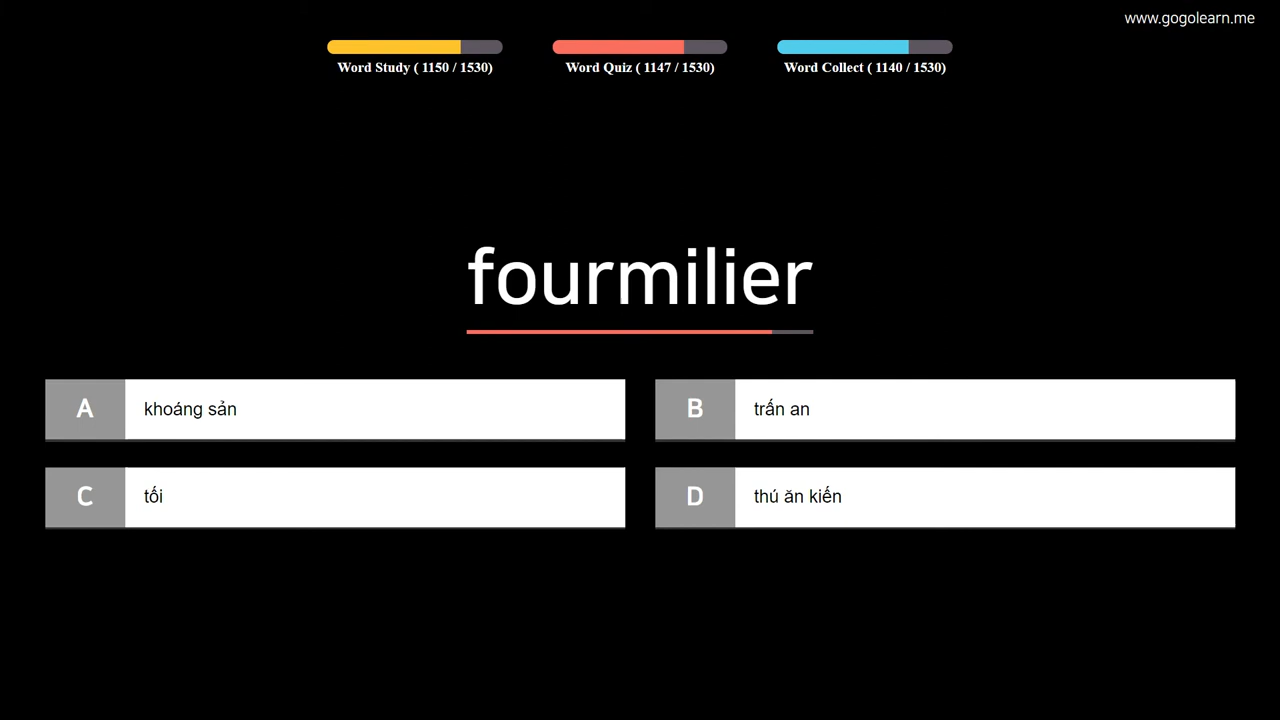 www.gogolearn.me
Word Study ( 1150 / 1530)
Word Quiz ( 1147 / 1530)
Word Collect ( 1140 / 1530)
fourmilier
A khoáng sản
B trấn an
C tối
D thú ăn kiến